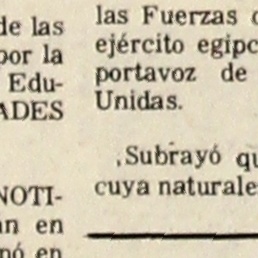 de las
por la
Edu-
ADES
NOTI-
an en
pó en
las Fuerzas
ejército egipc
portavoz de
Unidas.
Subrayó qu
cuya naturale